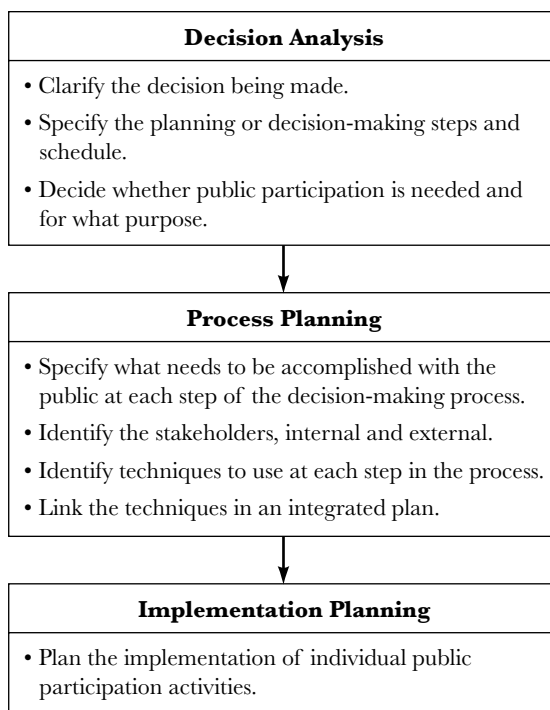 Decision Analysis
• Clarify the decision being made.
• Specify the planning or decision-making steps and
schedule.
• Decide whether public participation is needed and
for what purpose.
Process Planning
• Specify what needs to be accomplished with the
public at each step of the decision-making process.
• Identify the stakeholders, internal and external.
• Identify techniques to use at each step in the process.
• Link the techniques in an integrated plan.
Implementation Planning
• Plan the implementation of individual public
participation activities.